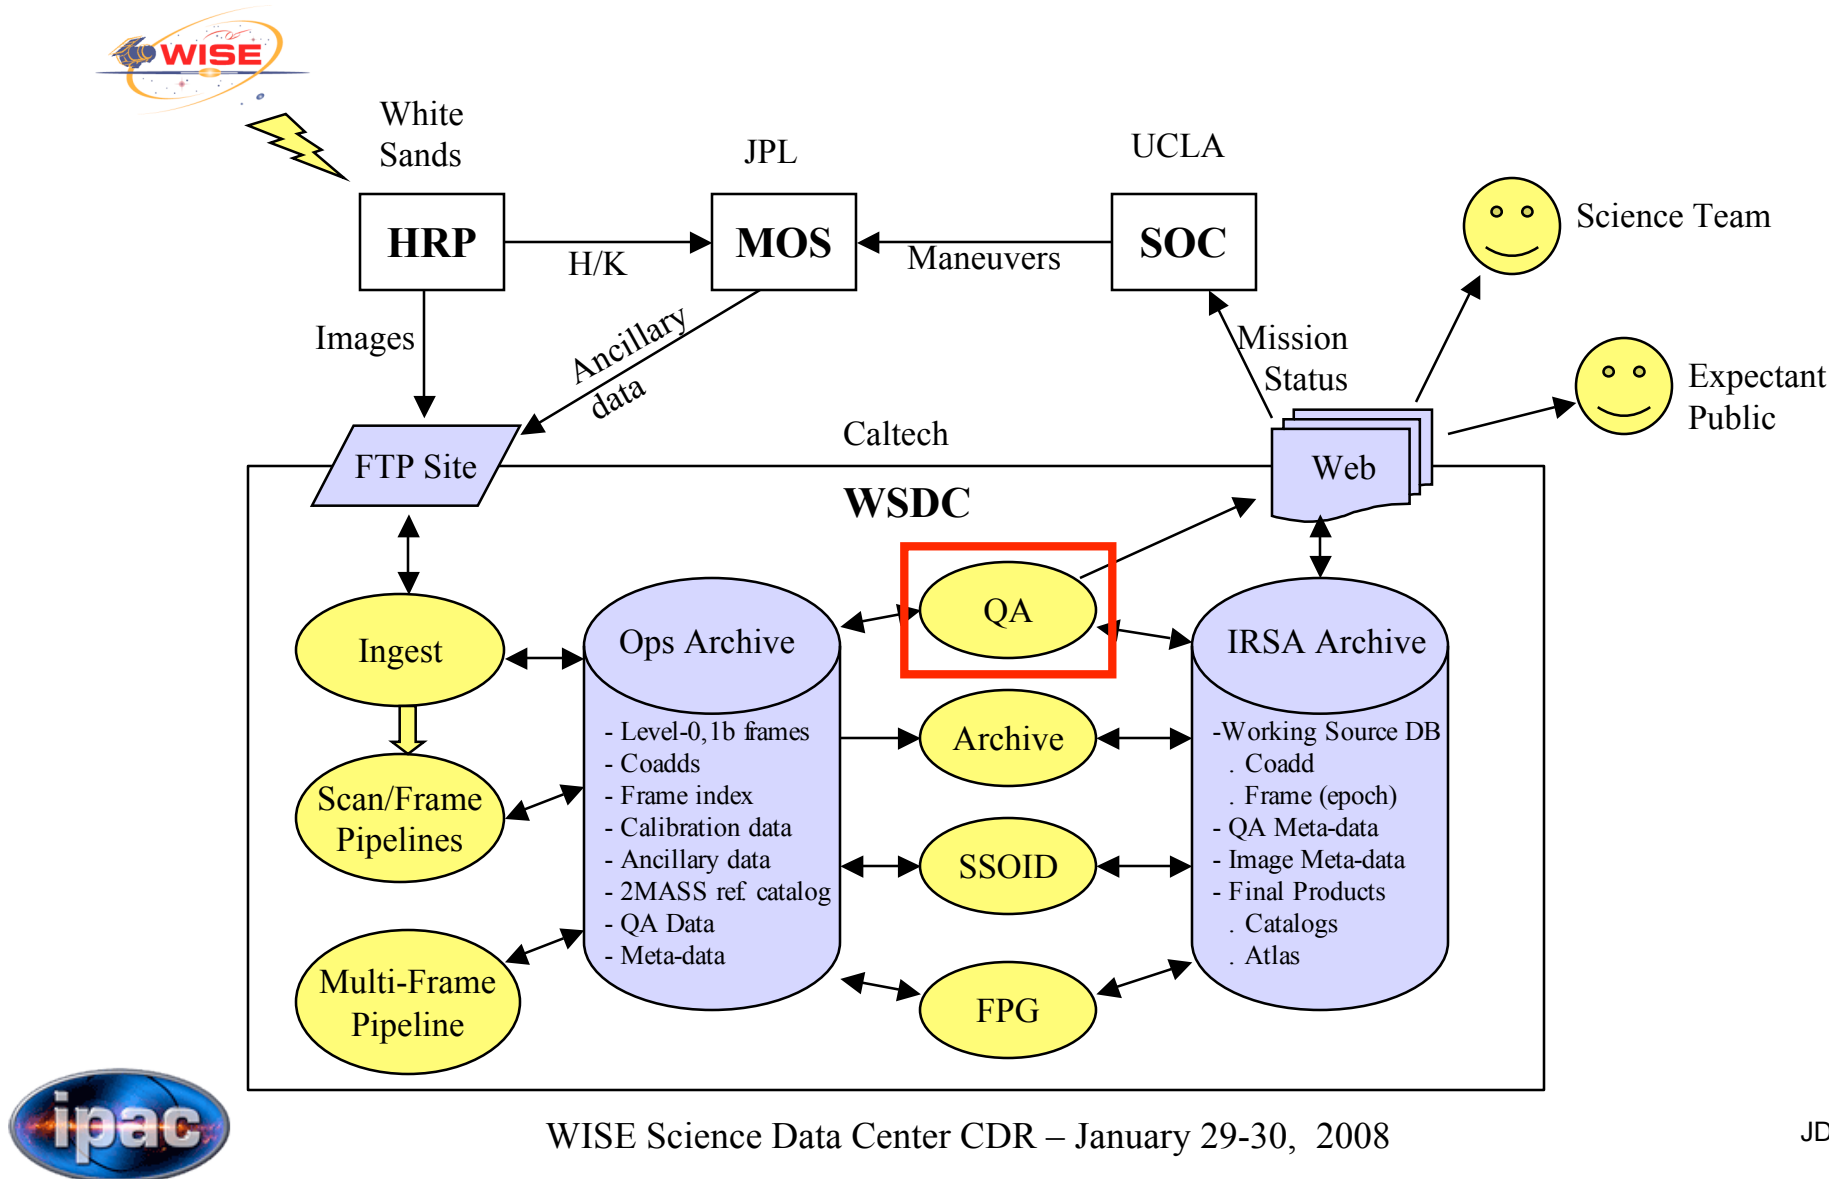 WISE
White
Sands
JPL
UCLA
HRP
MOS
SOC
H/K
Maneuvers
Science Team
Images
Ancillary
data
Mission
Status
Expectant
Public
Caltech
FTP Site
Web
WSDC
QA
Ingest
Ops Archive
IRSA Archive
- Level-0,1b frames
- Coadds
- Frame index
- Calibration data
- Ancillary data
- 2MASS ref. catalog
- QA Data
- Meta-data
Archive
-Working Source DB
. Coadd
. Frame (epoch)
- QA Meta-data
- Image Meta-data
- Final Products
. Catalogs
. Atlas
Scan/Frame
Pipelines
SSOID
Multi-Frame
Pipeline
FPG
ipac
WISE Science Data Center CDR – January 29-30, 2008
JD